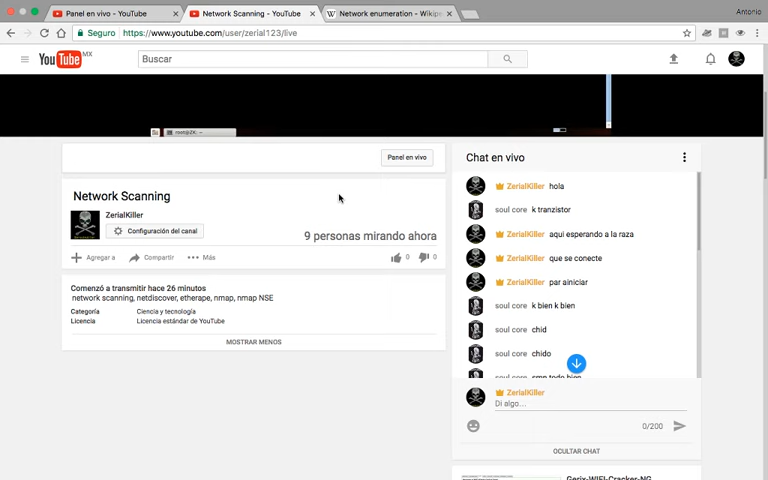 Panel en vivo - YouTube
Network Scanning - YouTube
Network enumeration - Wikipe
Antonio
Seguro
https://www.youtube.com/user/zerial123/live
YouTube MX
Buscar
root@ZK: ~
Panel en vivo
Network Scanning
ZerialKiller
Configuración del canal
9 personas mirando ahora
Agregar a
Compartir
Más
0
0
Comenzó a transmitir hace 26 minutos
network scanning, netdiscover, etherape, nmap, nmap NSE
Categoría Ciencia y tecnología
Licencia Licencia estándar de YouTube
MOSTRAR MENOS
Chat en vivo
ZerialKiller hola
soul core k tranzistor
ZerialKiller aqui esperando a la raza
ZerialKiller que se conecte
ZerialKiller par ainiciar
soul core k bien k bien
soul core chid
soul core chido
soul core smp todo bien
ZerialKiller
Di algo...
0/200
OCULTAR CHAT
Gerix-WIFI-Cracker-NG